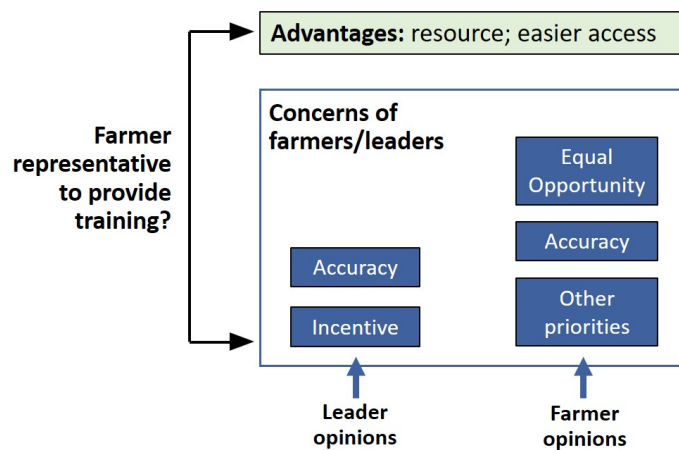 Advantages: resource; easier access
Farmer
representative
to provide
training?
Concerns of
farmers/leaders
Accuracy
Incentive
Equal
Opportunity
Accuracy
Other
priorities
Leader
opinions
Farmer
opinions